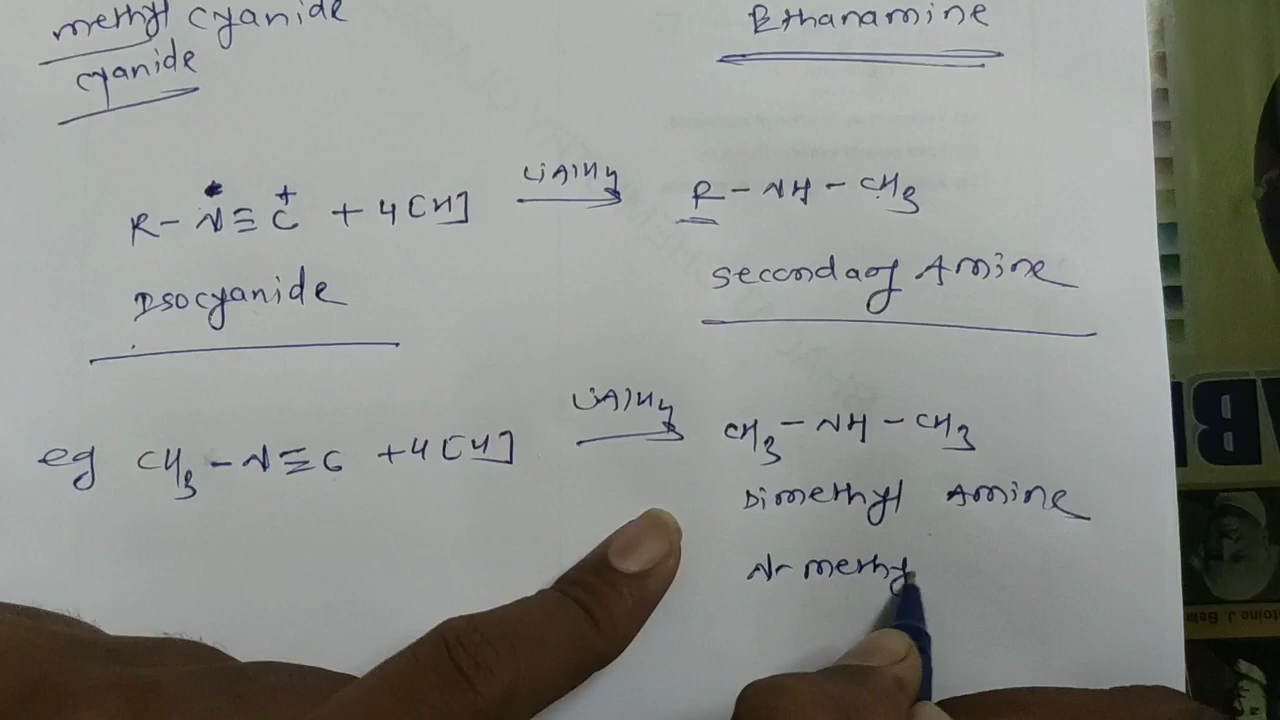 methyl cyanide
Ethanamine
cyanide
LiAlH4
R - N ≡ C + 4[H] → R - NH - CH3
+
Isocyanide
secondary Amine
LiAlH4
eg CH3 - N ≡ C + 4[H] → CH3 - NH - CH3
Dimethyl Amine
N- methy